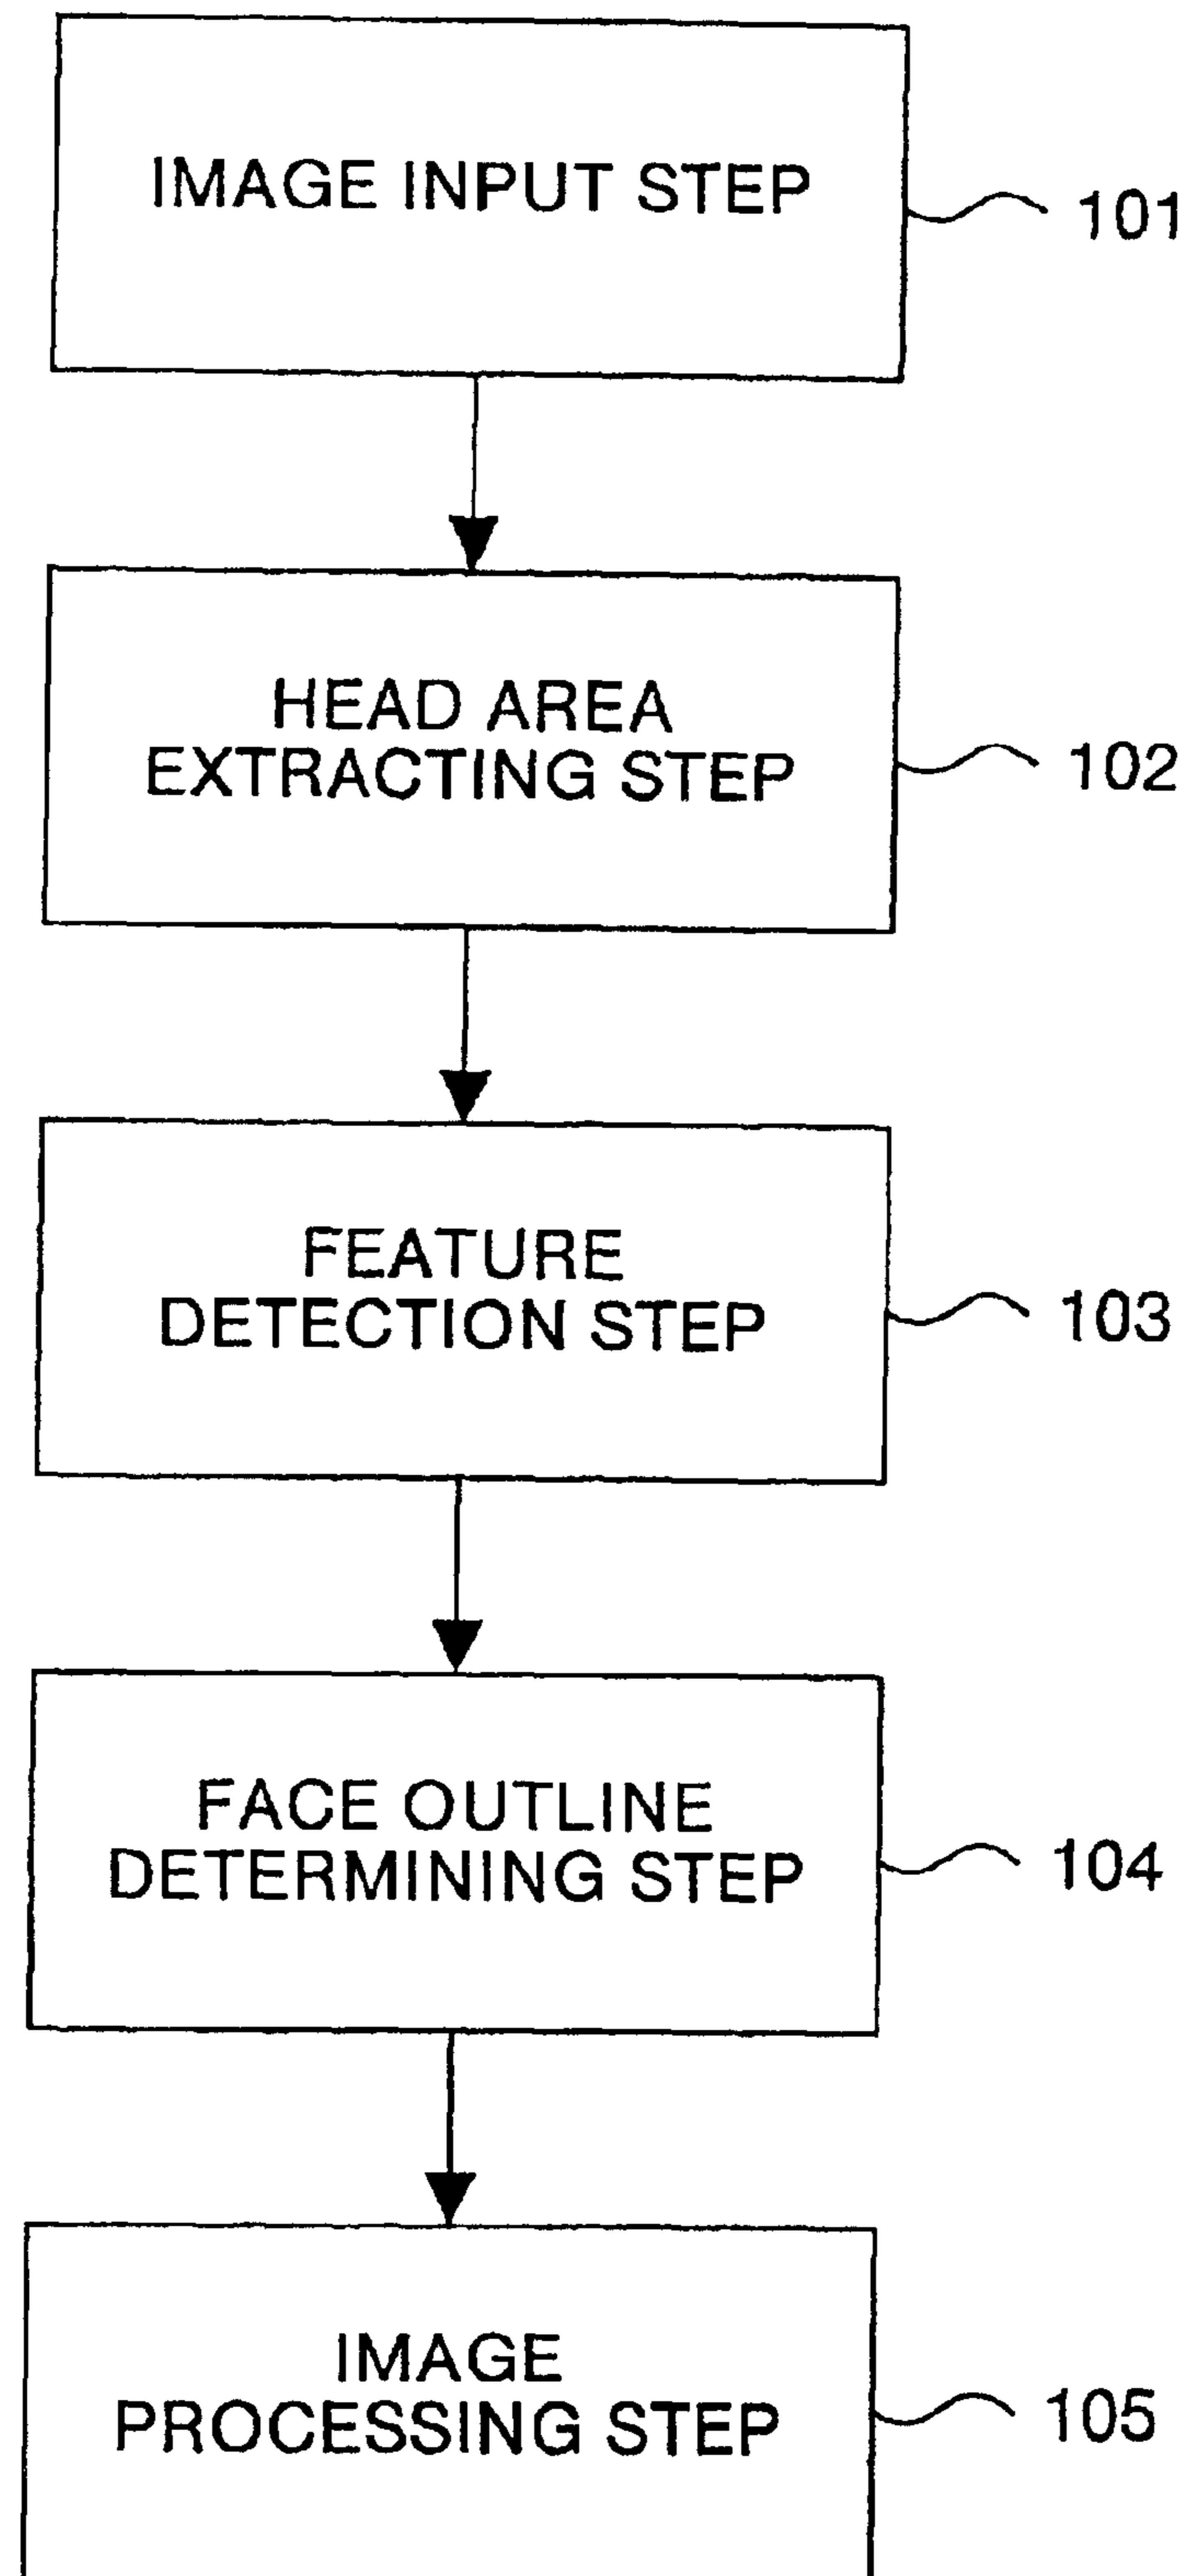 IMAGE INPUT STEP
101
HEAD AREA
EXTRACTING STEP
102
FEATURE
DETECTION STEP
103
FACE OUTLINE
DETERMINING STEP
104
IMAGE
PROCESSING STEP
105